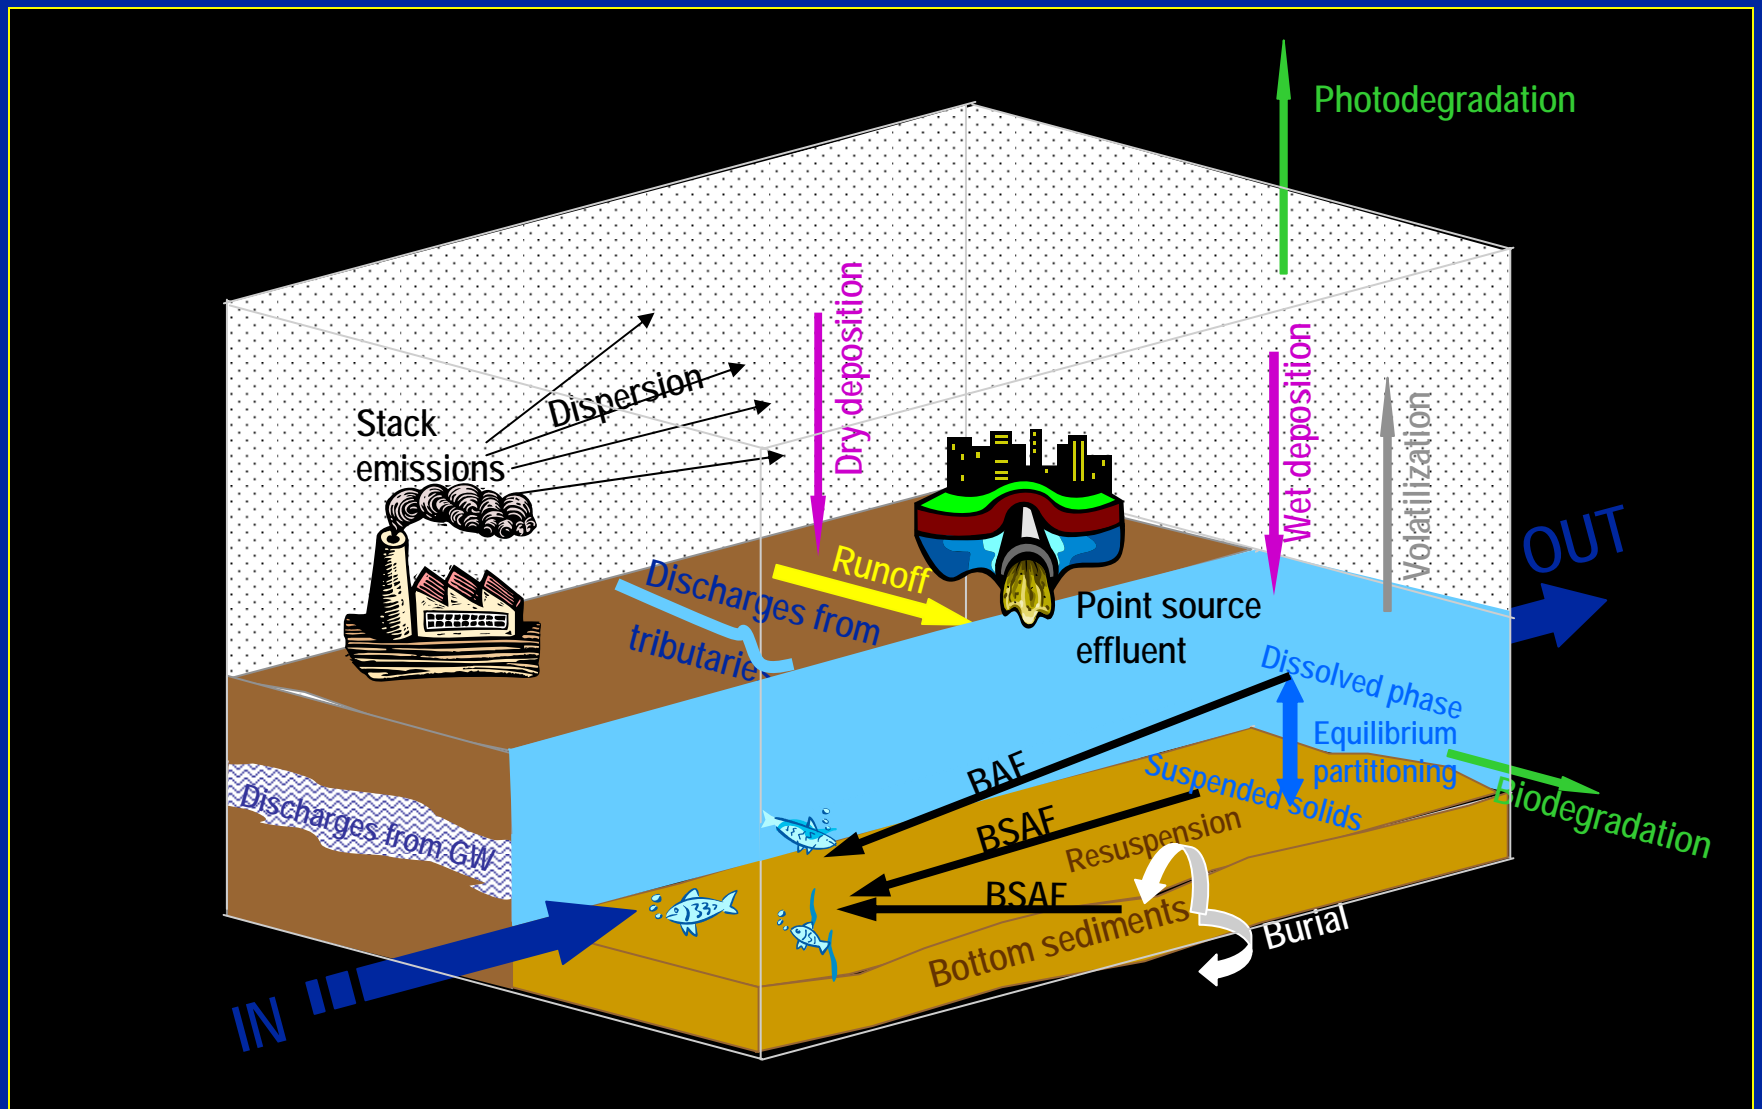 Photodegradation
Dry deposition
Wet deposition
Dispersion
Stack
emissions
Volatilization
OUT
Runoff
Discharges from
tributaries
Point source
effluent
Dissolved phase
Equilibrium
partitioning
Suspended solids
BAF
Biodegradation
Discharges from GW
BSAF
Resuspension
BSAF
Bottom sediments
Burial
IN